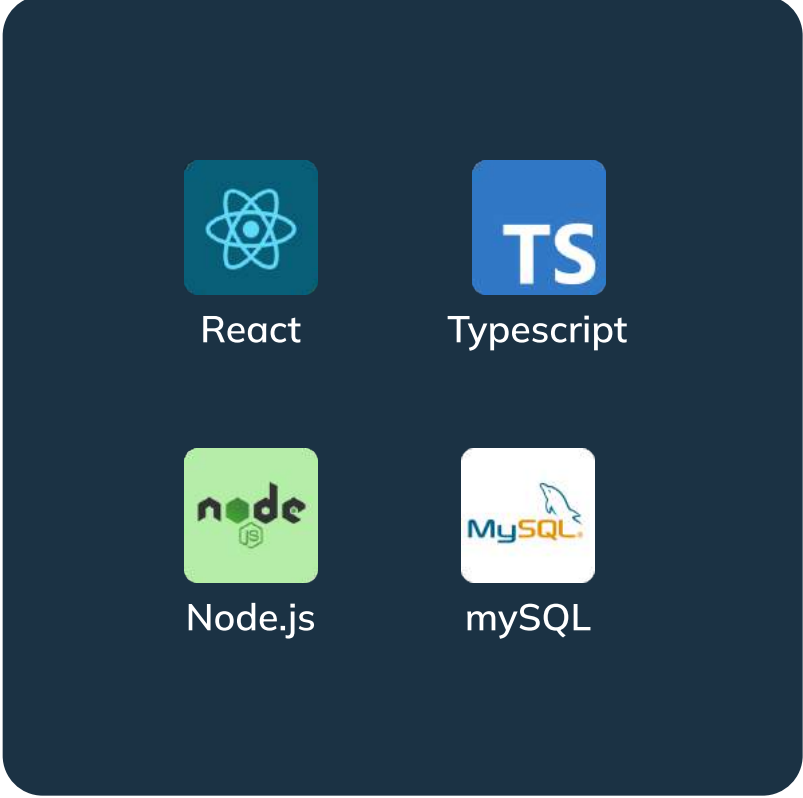 TS
React
Typescript
node
JS
MySQL®
Node.js
mySQL